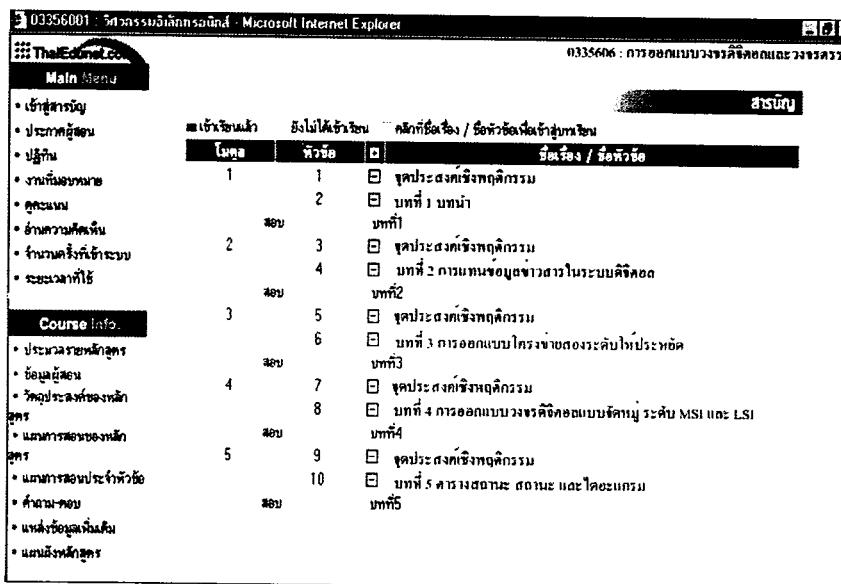 03356001 : วิศวกรรมอิเล็กทรอนิกส์ - Microsoft Internet Explorer
ThaiEdunet.com
0335606 : การออกแบบวงจรดิจิตอลและวงจรตรร
Main Menu
• เข้าสู่สารบัญ
• ประกาศผู้สอน
• ปฏิทิน
• งานที่มอบหมาย
• ดูคะแนน
• อ่านความคิดเห็น
• จำนวนครั้งที่เข้าระบบ
• ระยะเวลาที่ใช้
Course Info.
• ประมวลรายหลักสูตร
• ข้อมูลผู้สอน
• วัตถุประสงค์ของหลัก
สูตร
• แผนการสอนของหลัก
สูตร
• แผนการสอนประจำหัวข้อ
• คำถาม-ตอบ
• แหล่งข้อมูลเพิ่มเติม
• แผนผังหลักสูตร
สารบัญ
เข้าเรียนแล้ว ยังไม่ได้เข้าเรียน คลิกที่ชื่อเรื่อง / ชื่อหัวข้อเพื่อเข้าสู่บทเรียน
โมดูล หัวข้อ ชื่อเรื่อง / ชื่อหัวข้อ
1 1 จุดประสงค์เชิงพฤติกรรม
2 บทที่ 1 บทนำ
สอบ บทที่1
2 3 จุดประสงค์เชิงพฤติกรรม
4 บทที่ 2 การแทนข้อมูลข่าวสารในระบบดิจิตอล
สอบ บทที่2
3 5 จุดประสงค์เชิงพฤติกรรม
6 บทที่ 3 การออกแบบโครงข่ายสองระดับให้ประหยัด
สอบ บทที่3
4 7 จุดประสงค์เชิงพฤติกรรม
8 บทที่ 4 การออกแบบวงจรดิจิตอลแบบจัดหมู่ ระดับ MSI และ LSI
สอบ บทที่4
5 9 จุดประสงค์เชิงพฤติกรรม
10 บทที่ 5 ตารางสถานะ สถานะ และไดอะแกรม
สอบ บทที่5